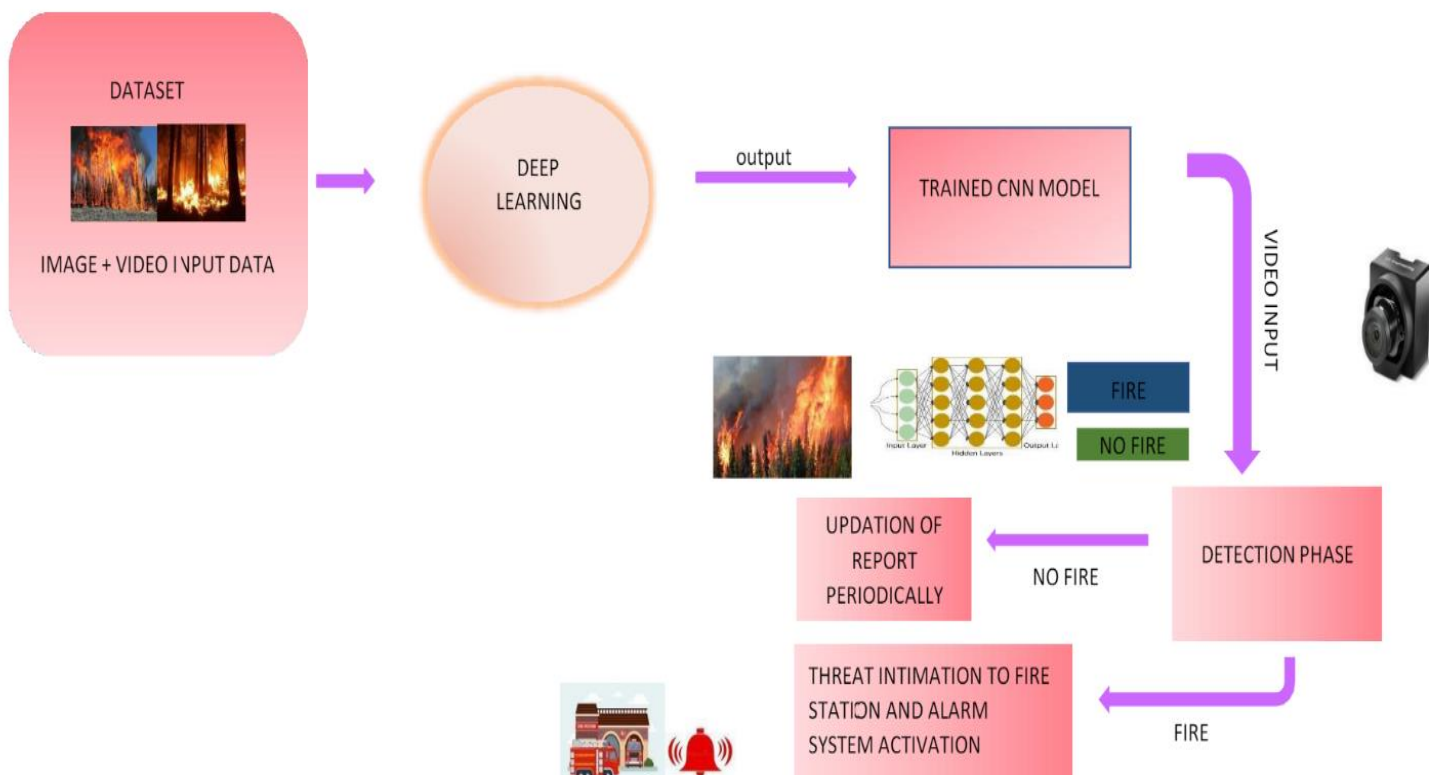 DATASET
IMAGE + VIDEO INPUT DATA
DEEP
LEARNING
output
TRAINED CNN MODEL
VIDEO INPUT
Input Layer
Hidden Layers
Output La
FIRE
NO FIRE
UPDATION OF
REPORT
PERIODICALLY
NO FIRE
DETECTION PHASE
THREAT INTIMATION TO FIRE
STATION AND ALARM
SYSTEM ACTIVATION
FIRE